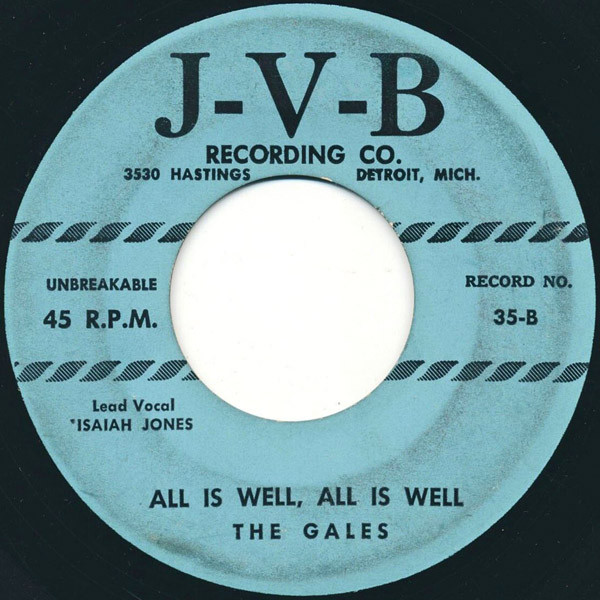 J-V-B
RECORDING CO.
3530 HASTINGS DETROIT, MICH.
UNBREAKABLE
45 R.P.M.
RECORD NO.
35-B
Lead Vocal
ISAIAH JONES
ALL IS WELL, ALL IS WELL
THE GALES